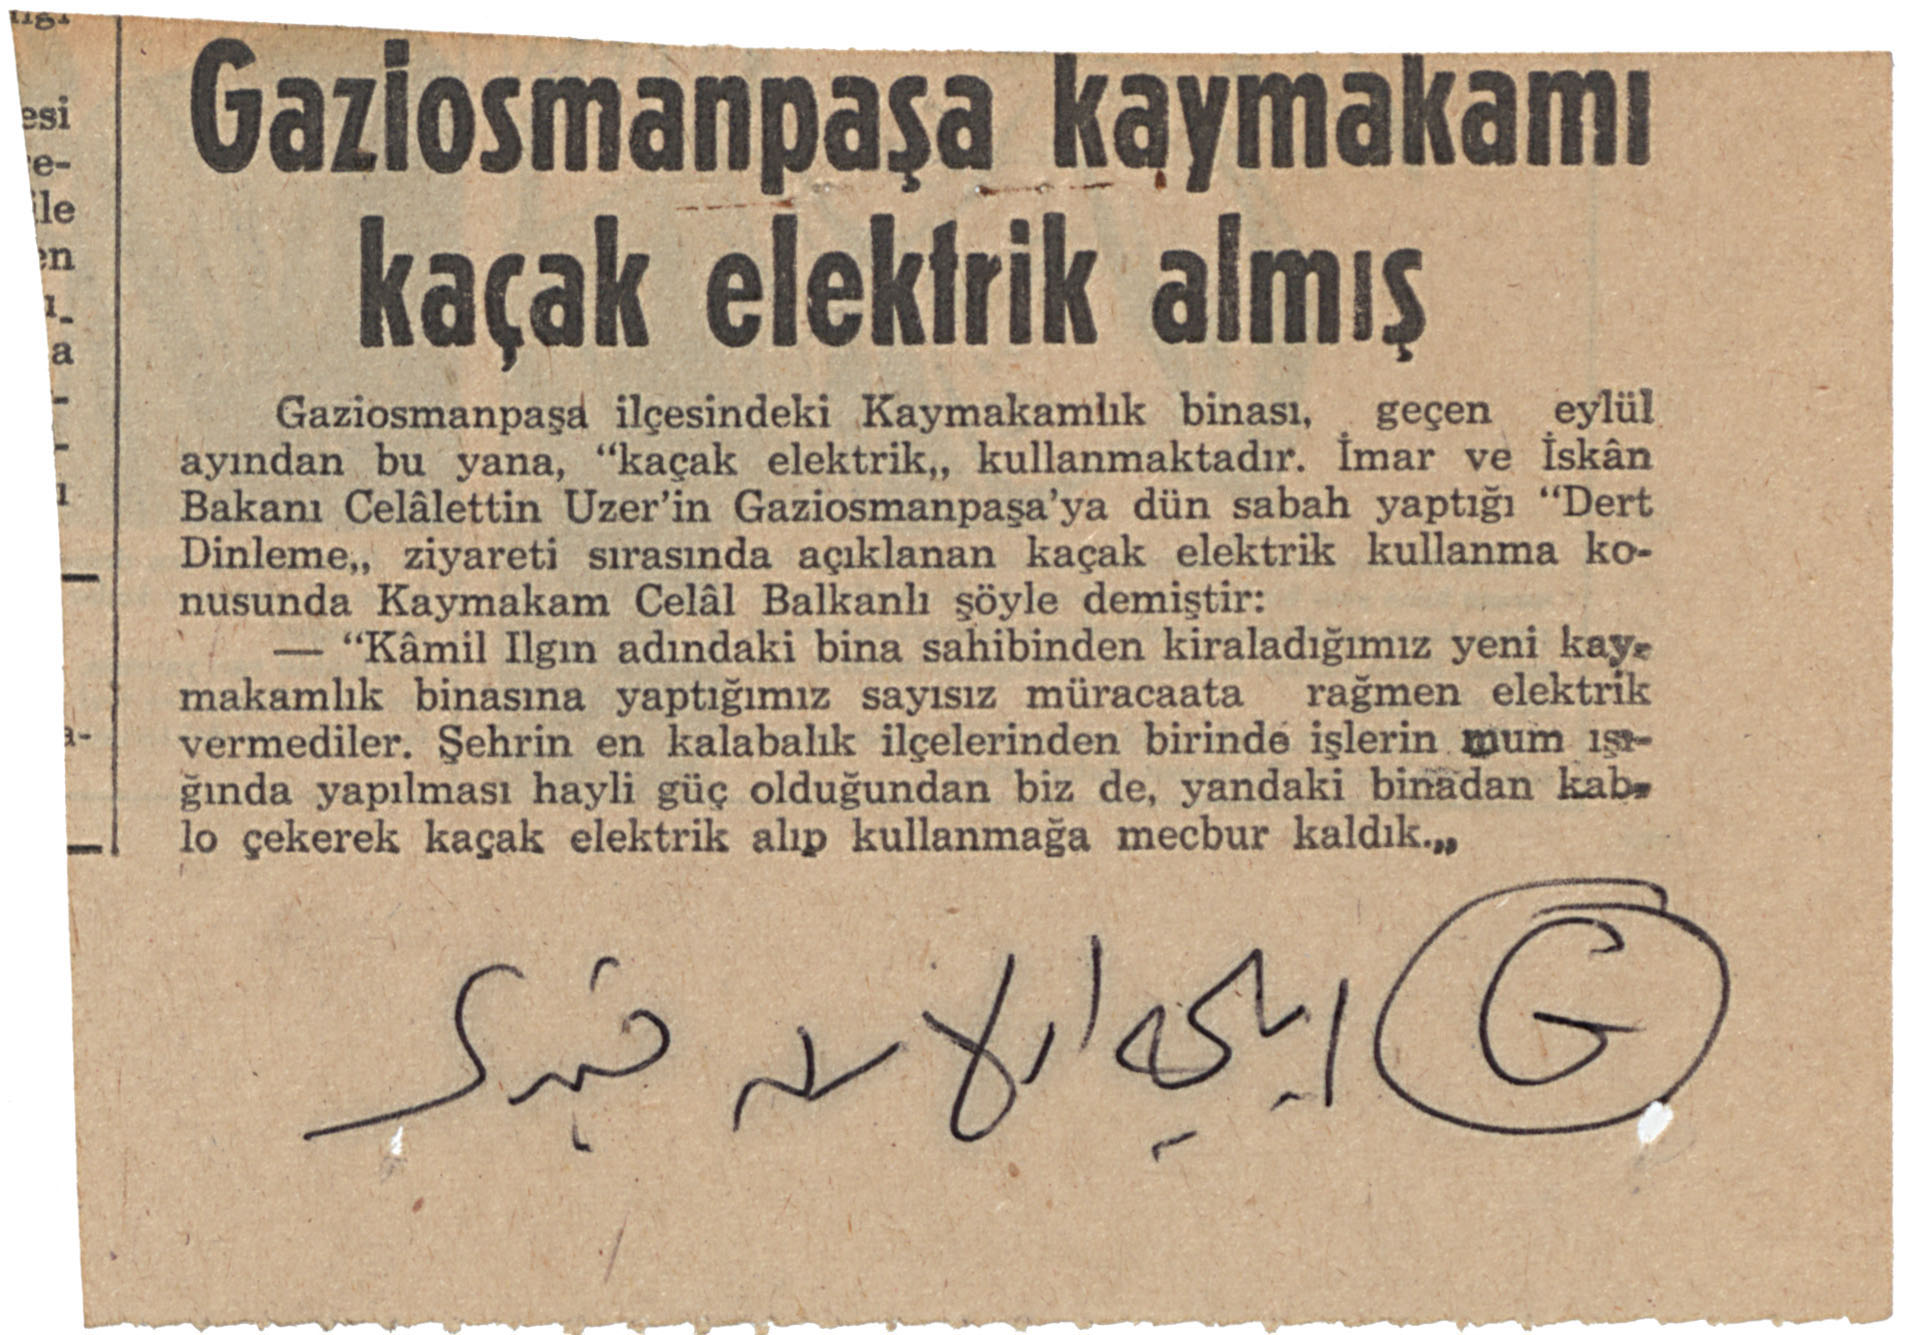 Gaziosmanpaşa kaymakamı
kaçak elektrik almış
Gaziosmanpaşa ilçesindeki Kaymakamlık binası, geçen eylül
ayından bu yana, “kaçak elektrik„ kullanmaktadır. İmar ve İskân
Bakanı Celâlettin Uzer'in Gaziosmanpaşa'ya dün sabah yaptığı “Dert
Dinleme„ ziyareti sırasında açıklanan kaçak elektrik kullanma ko-
nusunda Kaymakam Celâl Balkanlı şöyle demiştir:
— “Kâmil Ilgın adındaki bina sahibinden kiraladığımız yeni kay-
makamlık binasına yaptığımız sayısız müracaata rağmen elektrik
vermediler. Şehrin en kalabalık ilçelerinden birinde işlerin mum ışı-
ğında yapılması hayli güç olduğundan biz de, yandaki binadan kab-
lo çekerek kaçak elektrik alıp kullanmağa mecbur kaldık.„
G
esi
e-
ile
en
a
a-